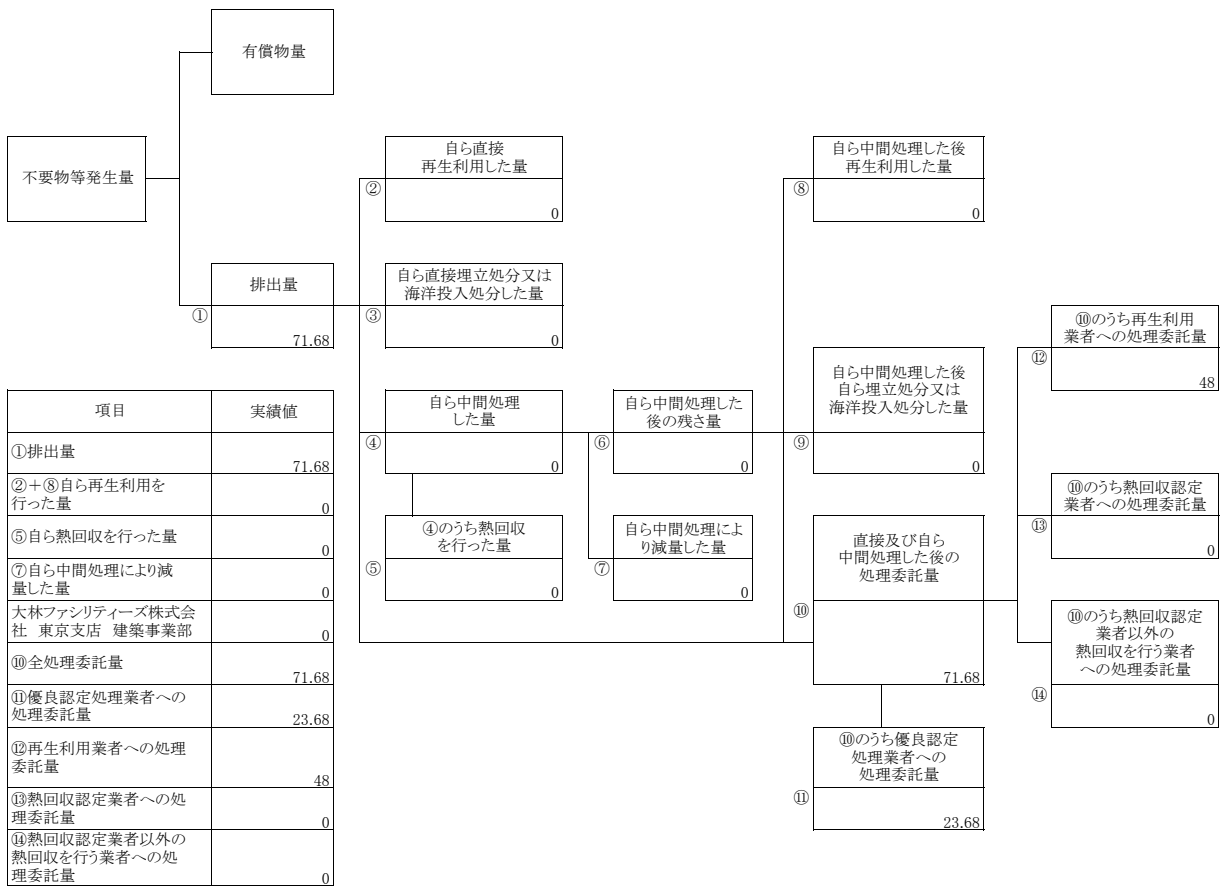 有償物量
不要物等発生量
自ら直接
再生利用した量
②
0
自ら中間処理した後
再生利用した量
⑧
0
排出量
①
71.68
自ら直接埋立処分又は
海洋投入処分した量
③
0
⑩のうち再生利用
業者への処理委託量
⑫
48
自ら中間処理
した量
④
0
自ら中間処理した
後の残さ量
⑥
0
自ら中間処理した後
自ら埋立処分又は
海洋投入処分した量
⑨
0
⑩のうち熱回収認定
業者への処理委託量
⑬
0
④のうち熱回収
を行った量
⑤
0
自ら中間処理によ
り減量した量
⑦
0
直接及び自ら
中間処理した後の
処理委託量
⑩
71.68
⑩のうち熱回収認定
業者以外の
熱回収を行う業者
への処理委託量
⑭
0
⑩のうち優良認定
処理業者への
処理委託量
⑪
23.68
項目 実績値
①排出量
71.68
②＋⑧自ら再生利用を
行った量
0
⑤自ら熱回収を行った量
0
⑦自ら中間処理により減
量した量
0
大林ファシリティーズ株式会
社 東京支店 建築事業部
0
⑩全処理委託量
71.68
⑪優良認定処理業者への
処理委託量
23.68
⑫再生利用業者への処理
委託量
48
⑬熱回収認定業者への処
理委託量
0
⑭熱回収認定業者以外の
熱回収を行う業者への処
理委託量
0